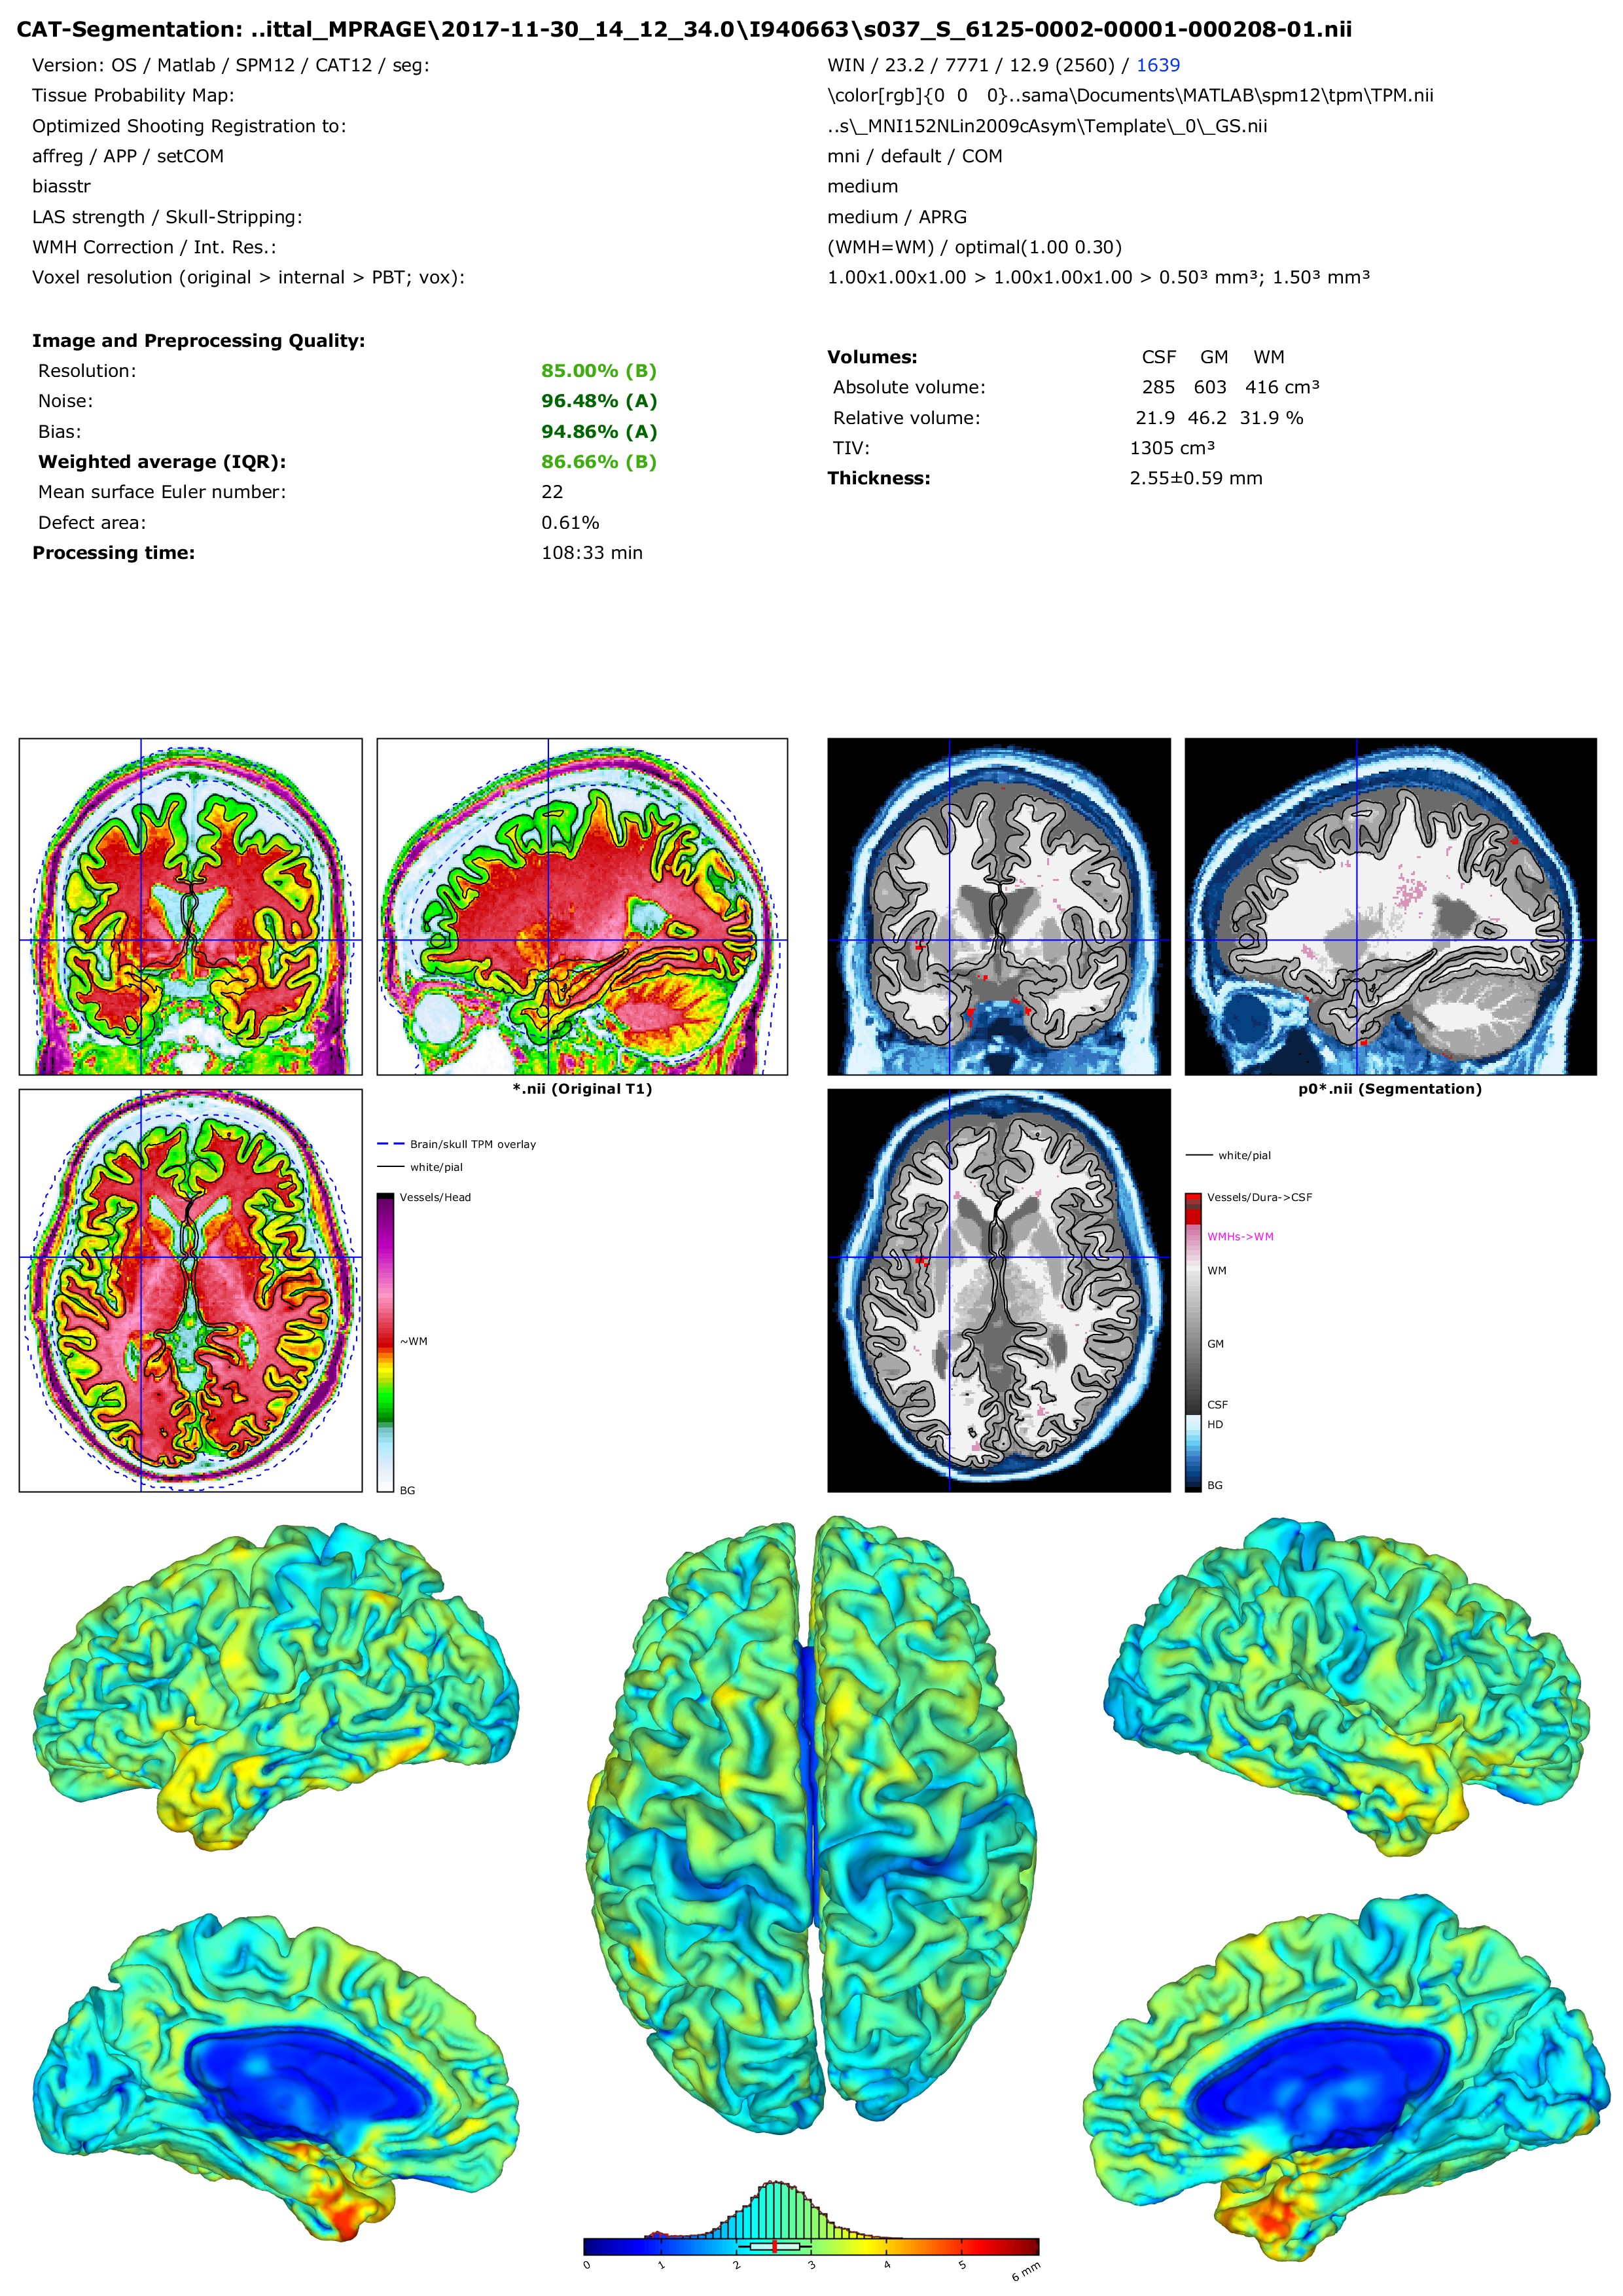 CAT-Segmentation: ..ittal_MPRAGE\2017-11-30_14_12_34.0\I940663\s037_S_6125-0002-00001-000208-01.nii
Version: OS / Matlab / SPM12 / CAT12 / seg: WIN / 23.2 / 7771 / 12.9 (2560) / 1639
Tissue Probability Map: \color[rgb]{0 0 0}..sama\Documents\MATLAB\spm12\tpm\TPM.nii
Optimized Shooting Registration to: ..s\_MNI152NLin2009cAsym\Template\_0\_GS.nii
affreg / APP / setCOM mni / default / COM
biasstr medium
LAS strength / Skull-Stripping: medium / APRG
WMH Correction / Int. Res.: (WMH=WM) / optimal(1.00 0.30)
Voxel resolution (original > internal > PBT; vox): 1.00x1.00x1.00 > 1.00x1.00x1.00 > 0.50³ mm³; 1.50³ mm³
Image and Preprocessing Quality:
Resolution: 85.00% (B)
Noise: 96.48% (A)
Bias: 94.86% (A)
Weighted average (IQR): 86.66% (B)
Mean surface Euler number: 22
Defect area: 0.61%
Processing time: 108:33 min
Volumes: CSF GM WM
Absolute volume: 285 603 416 cm³
Relative volume: 21.9 46.2 31.9 %
TIV: 1305 cm³
Thickness: 2.55±0.59 mm
*.nii (Original T1)
Brain/skull TPM overlay
white/pial
Vessels/Head
~WM
BG
p0*.nii (Segmentation)
white/pial
Vessels/Dura->CSF
WMHs->WM
WM
GM
CSF
HD
BG
0 1 2 3 4 5 6 mm